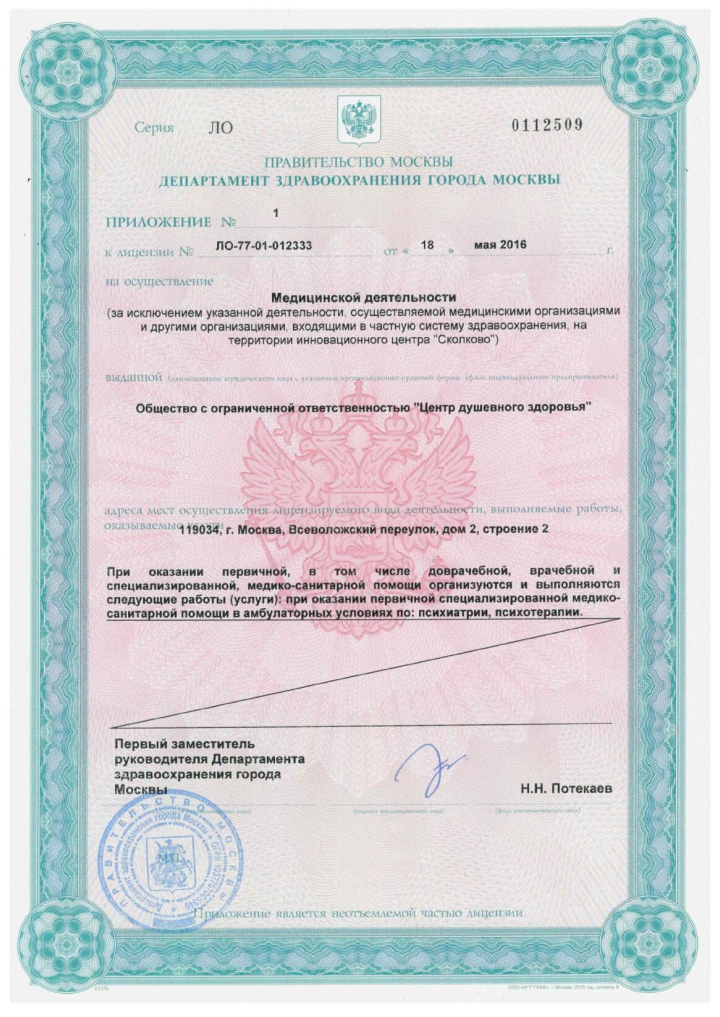 Серия ЛО 0112509
ПРАВИТЕЛЬСТВО МОСКВЫ
ДЕПАРТАМЕНТ ЗДРАВООХРАНЕНИЯ ГОРОДА МОСКВЫ
ПРИЛОЖЕНИЕ № 1
к лицензии № ЛО-77-01-012333 от « 18 » мая 2016 г.
на осуществление
Медицинской деятельности
(за исключением указанной деятельности, осуществляемой медицинскими организациями
и другими организациями, входящими в частную систему здравоохранения, на
территории инновационного центра "Сколково")
выданной (наименование юридического лица с указанием организационно-правовой формы (ф.и.о. индивидуального предпринимателя)
Общество с ограниченной ответственностью "Центр душевного здоровья"
адреса мест осуществления лицензируемого вида деятельности, выполняемые работы,
оказываемые услуги
119034, г. Москва, Всеволожский переулок, дом 2, строение 2
При оказании первичной, в том числе доврачебной, врачебной и
специализированной, медико-санитарной помощи организуются и выполняются
следующие работы (услуги): при оказании первичной специализированной медико-
санитарной помощи в амбулаторных условиях по: психиатрии, психотерапии.
Первый заместитель
руководителя Департамента
здравоохранения города
Москвы Н.Н. Потекаев
(подпись уполномоченного лица) (ф.и.о. уполномоченного лица)
ПРАВИТЕЛЬСТВО МОСКВЫ
М.П.
Приложение является неотъемлемой частью лицензии